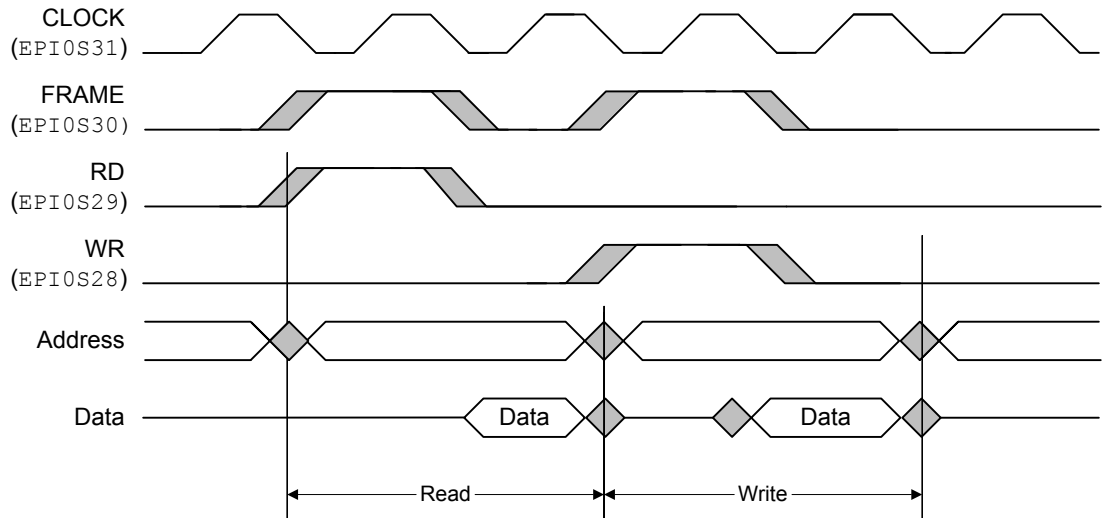 CLOCK
(EPI0S31)
FRAME
(EPI0S30)
RD
(EPI0S29)
WR
(EPI0S28)
Address
Data
Data
Data
Read
Write